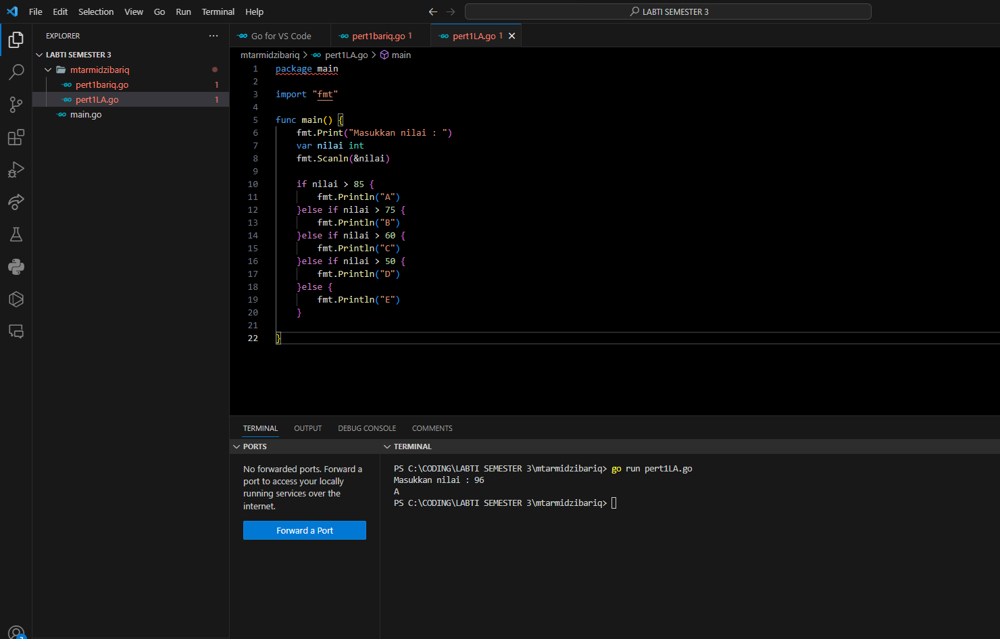 File Edit Selection View Go Run Terminal Help
LABTI SEMESTER 3
EXPLORER
LABTI SEMESTER 3
mtarmidzibariq
pert1bariq.go 1
pert1LA.go 1
main.go
Go for VS Code
pert1bariq.go 1
pert1LA.go 1
mtarmidzibariq > pert1LA.go > main
1 package main
2
3 import "fmt"
4
5 func main() {
6 fmt.Print("Masukkan nilai : ")
7 var nilai int
8 fmt.Scanln(&nilai)
9
10 if nilai > 85 {
11 fmt.Println("A")
12 }else if nilai > 75 {
13 fmt.Println("B")
14 }else if nilai > 60 {
15 fmt.Println("C")
16 }else if nilai > 50 {
17 fmt.Println("D")
18 }else {
19 fmt.Println("E")
20 }
21
22 }
TERMINAL OUTPUT DEBUG CONSOLE COMMENTS
PORTS
No forwarded ports. Forward a
port to access your locally
running services over the
internet.
Forward a Port
TERMINAL
PS C:\CODING\LABTI SEMESTER 3\mtarmidzibariq> go run pert1LA.go
Masukkan nilai : 96
A
PS C:\CODING\LABTI SEMESTER 3\mtarmidzibariq>